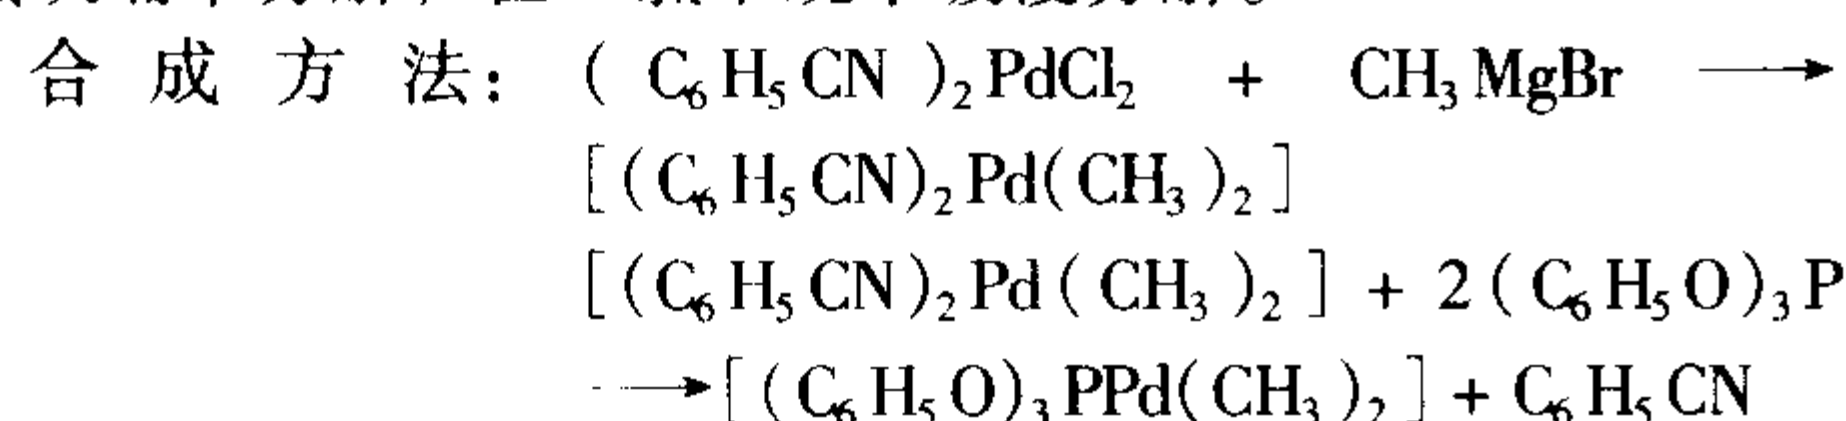 合成方法: (C₆H₅CN)₂PdCl₂ + CH₃MgBr ⟶
[(C₆H₅CN)₂Pd(CH₃)₂]
[(C₆H₅CN)₂Pd(CH₃)₂] + 2(C₆H₅O)₃P
⟶[(C₆H₅O)₃PPd(CH₃)₂] + C₆H₅CN